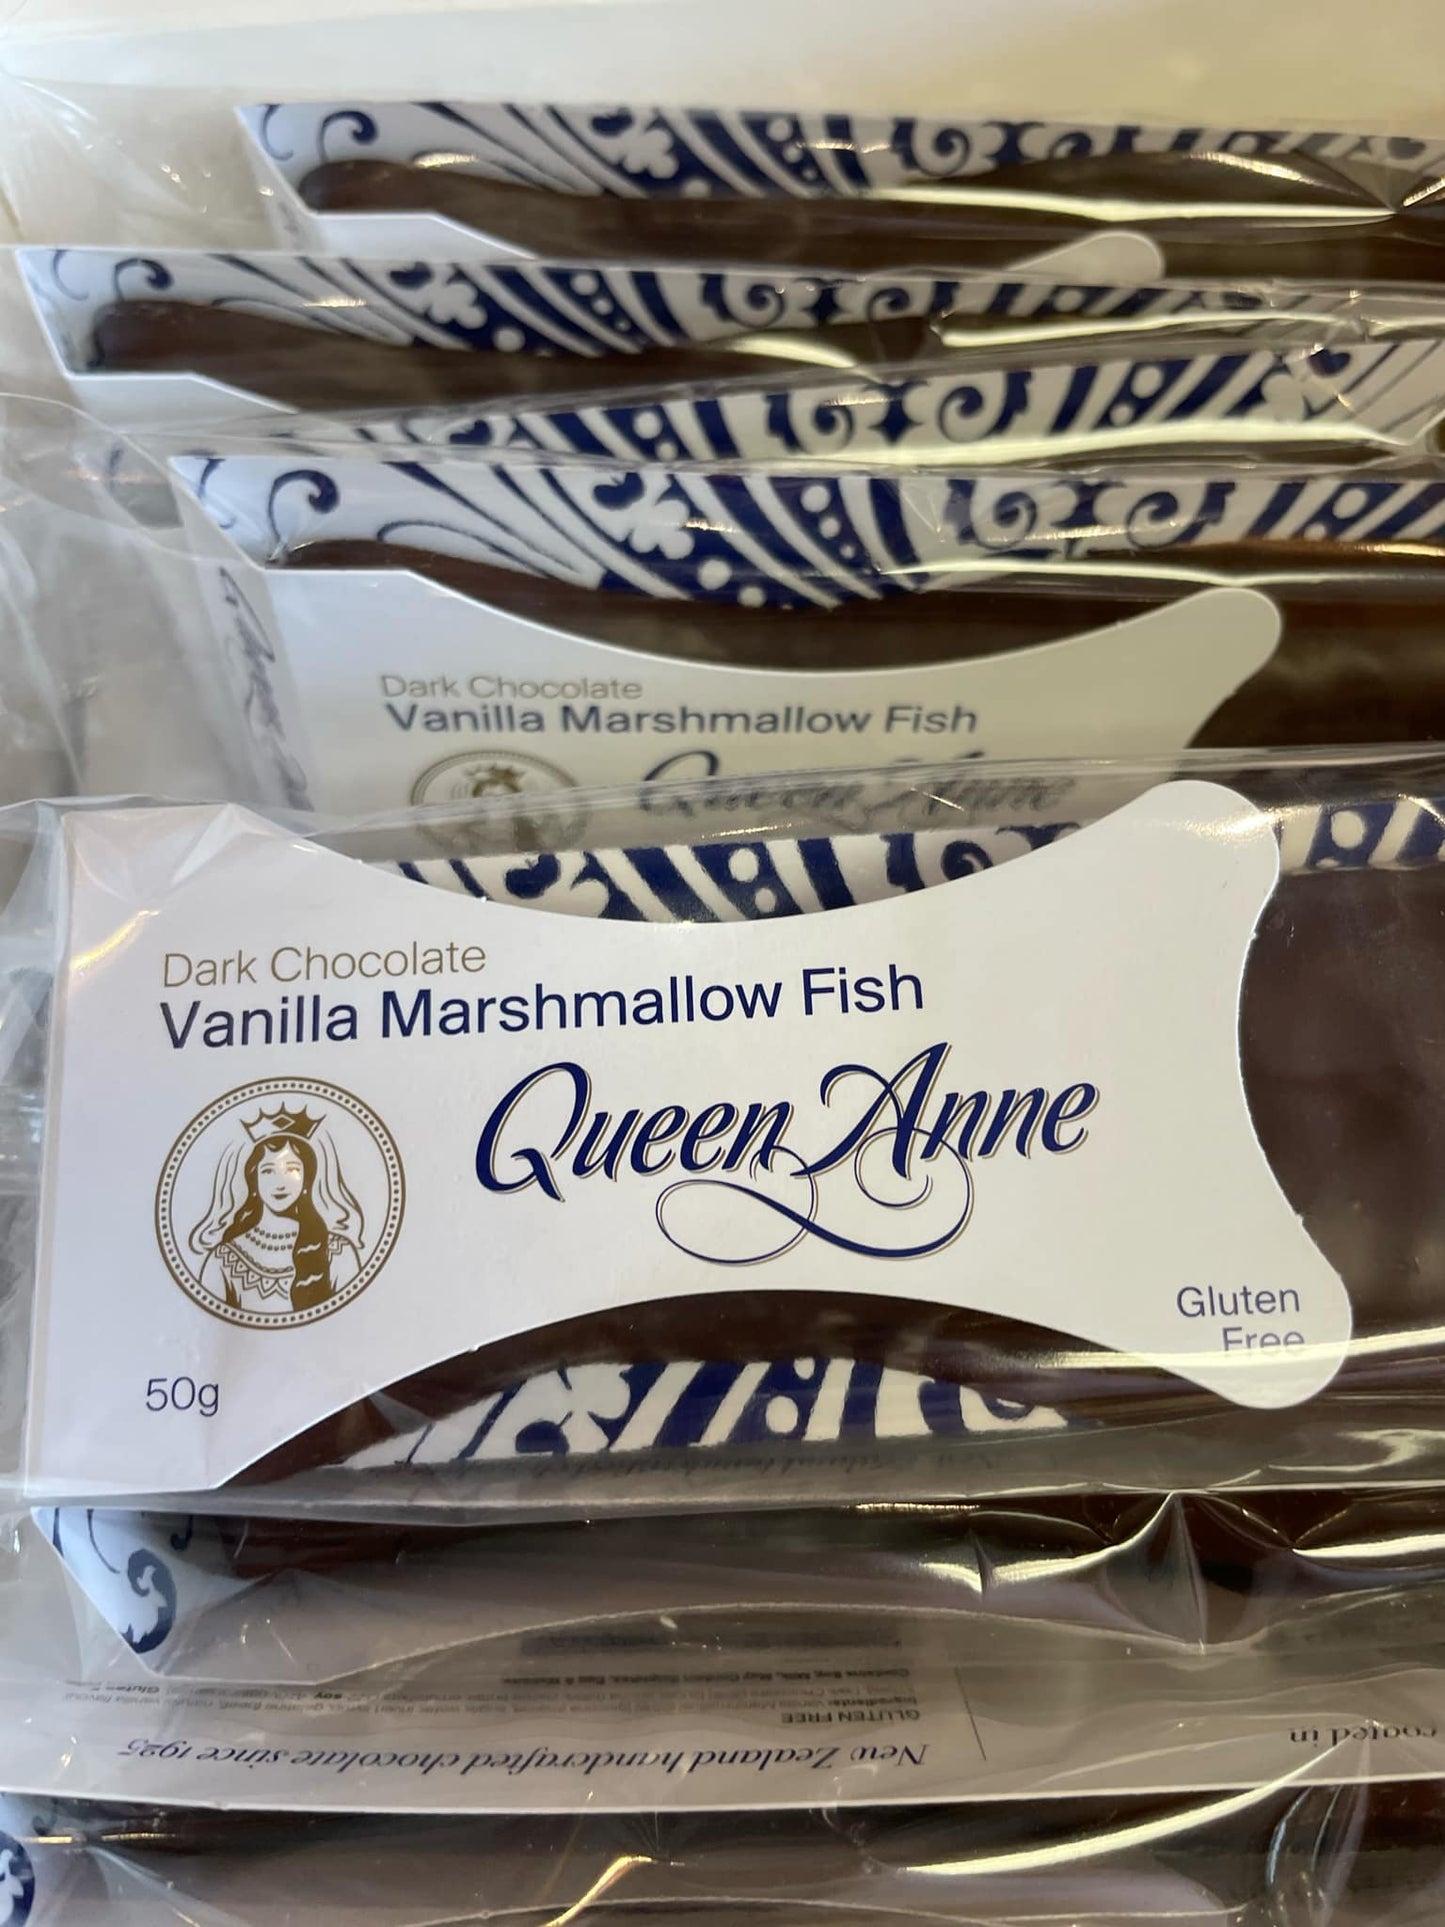 Dark Chocolate
Vanilla Marshmallow Fish
Queen Anne
Dark Chocolate
Vanilla Marshmallow Fish
Queen Anne
50g
Gluten
Free
New Zealand handcrafted chocolate since 1925
GLUTEN FREE